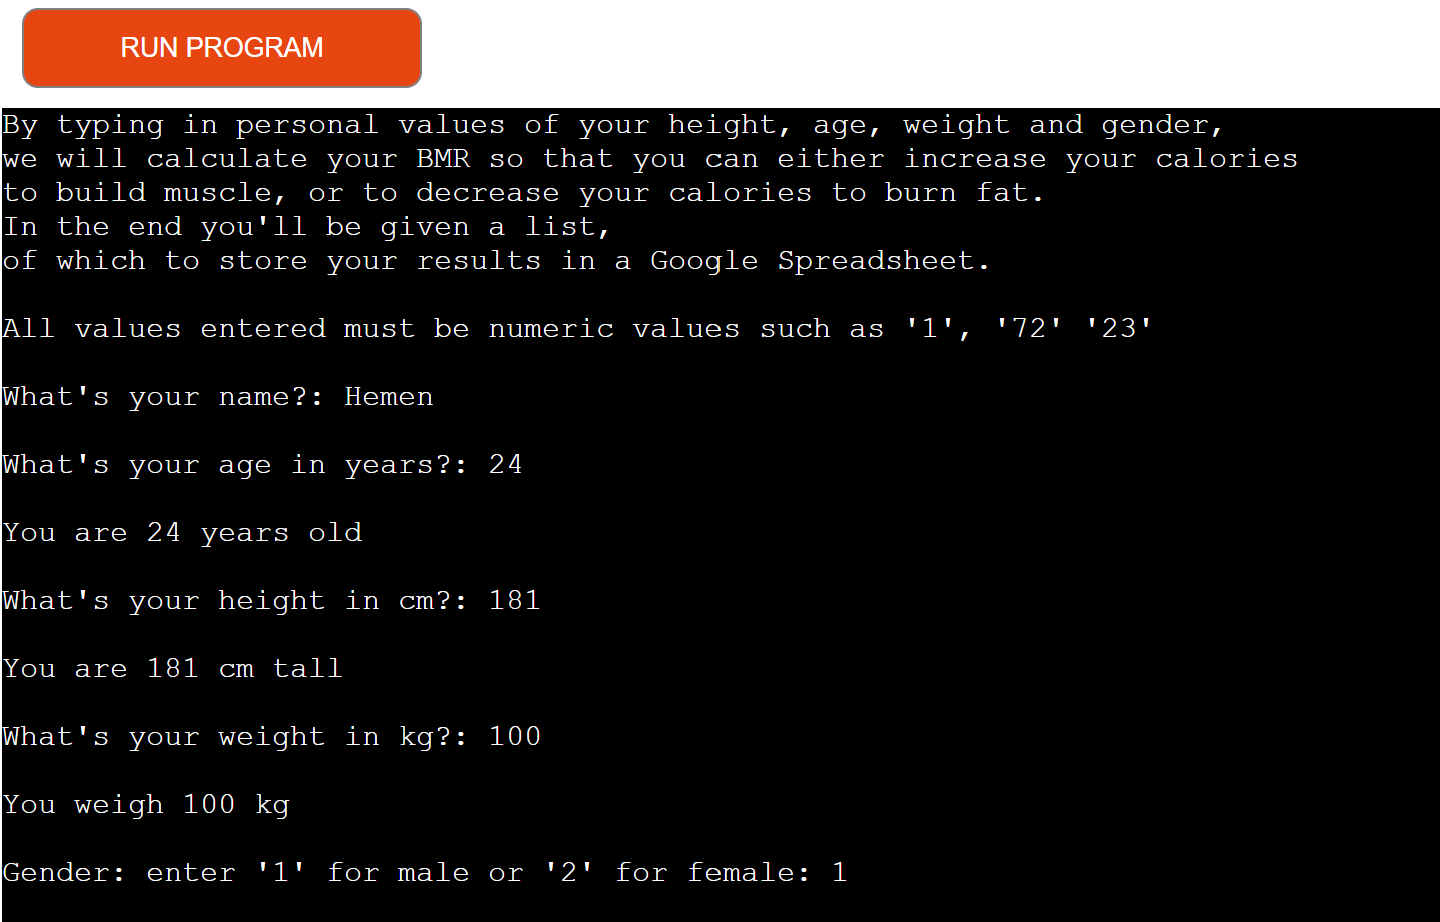 RUN PROGRAM
By typing in personal values of your height, age, weight and gender,
we will calculate your BMR so that you can either increase your calories
to build muscle, or to decrease your calories to burn fat.
In the end you'll be given a list,
of which to store your results in a Google Spreadsheet.
All values entered must be numeric values such as '1', '72' '23'
What's your name?: Hemen
What's your age in years?: 24
You are 24 years old
What's your height in cm?: 181
You are 181 cm tall
What's your weight in kg?: 100
You weigh 100 kg
Gender: enter '1' for male or '2' for female: 1